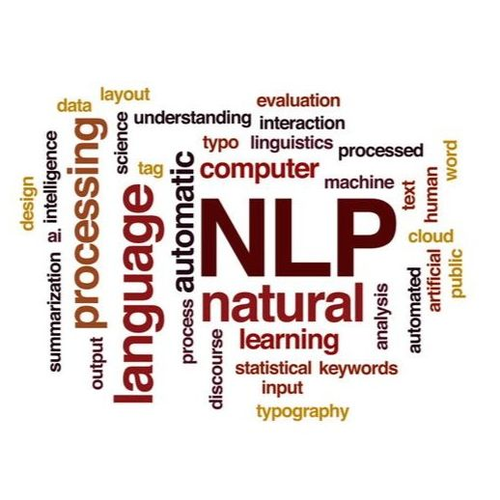 layout
data
evaluation
understanding
interaction
science
typo
linguistics
processed
intelligence
processing
tag
computer
word
design
automatic
machine
human
text
language
NLP
ai
cloud
public
summarization
natural
artificial
process
analysis
automated
output
learning
discourse
statistical
keywords
input
typography